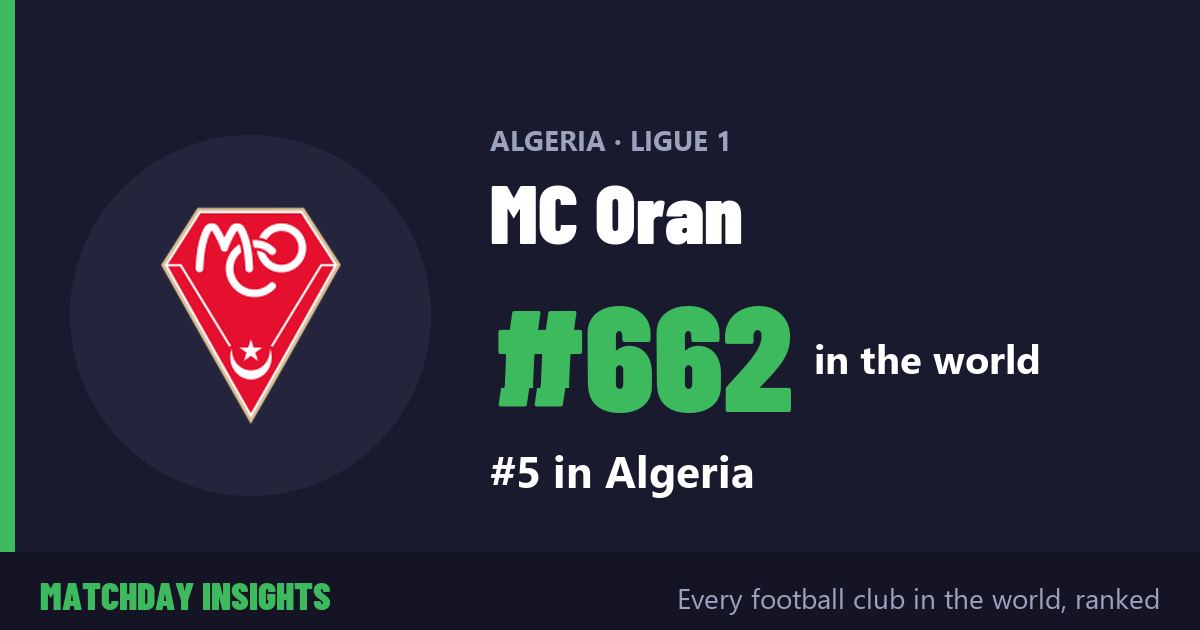 MCO
ALGERIA · LIGUE 1
MC Oran
#662 in the world
#5 in Algeria
MATCHDAY INSIGHTS
Every football club in the world, ranked